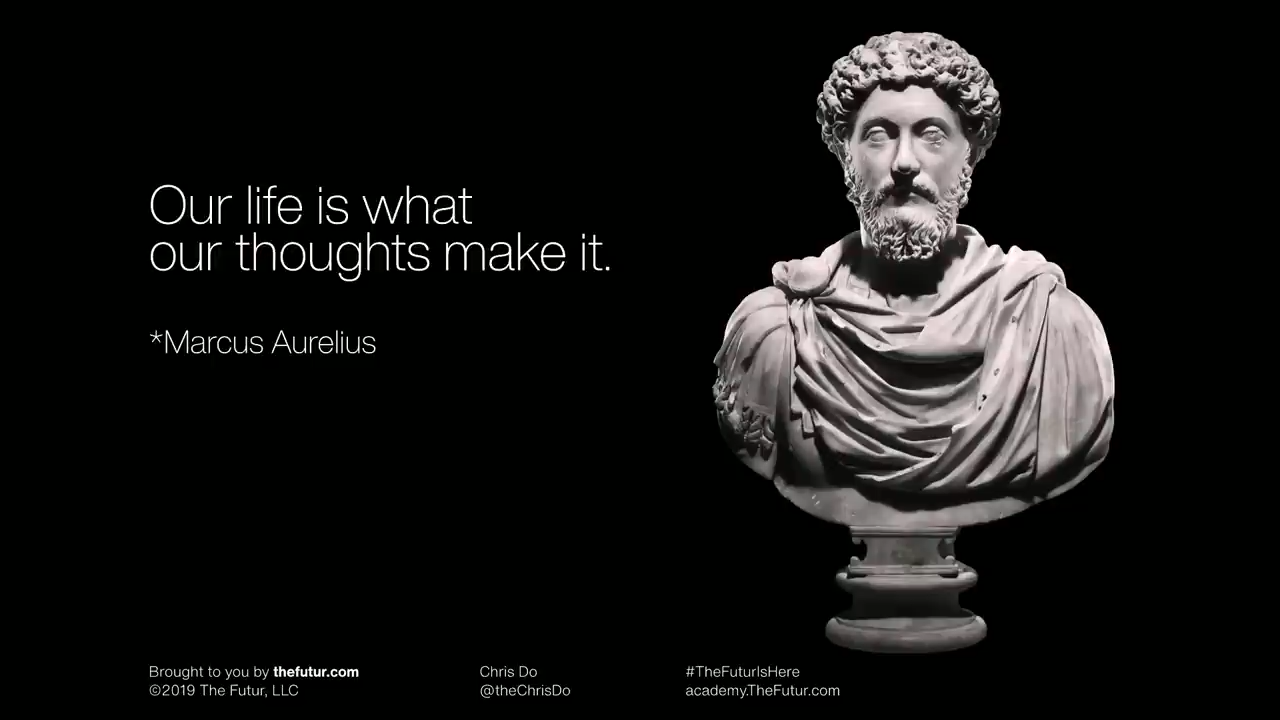 Our life is what
our thoughts make it.
*Marcus Aurelius
Brought to you by thefutur.com
©2019 The Futur, LLC
Chris Do
@theChrisDo
#TheFuturIsHere
academy.TheFutur.com